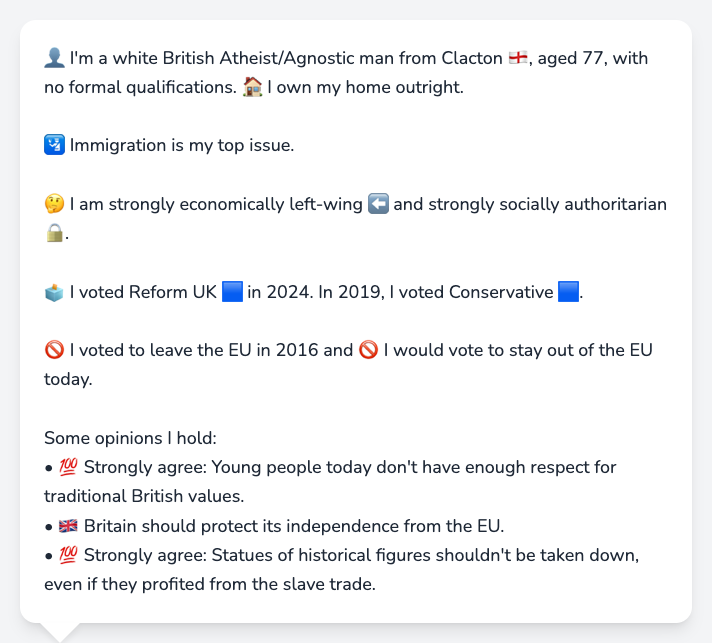 👤 I'm a white British Atheist/Agnostic man from Clacton 🏴󠁧󠁢󠁥󠁮󠁧󠁿, aged 77, with
no formal qualifications. 🏠 I own my home outright.
🛂 Immigration is my top issue.
🤔 I am strongly economically left-wing ⬅️ and strongly socially authoritarian
🔒.
🗳️ I voted Reform UK 🟦 in 2024. In 2019, I voted Conservative 🟦.
🚫 I voted to leave the EU in 2016 and 🚫 I would vote to stay out of the EU
today.
Some opinions I hold:
• 💯 Strongly agree: Young people today don't have enough respect for
traditional British values.
• 🇬🇧 Britain should protect its independence from the EU.
• 💯 Strongly agree: Statues of historical figures shouldn't be taken down,
even if they profited from the slave trade.